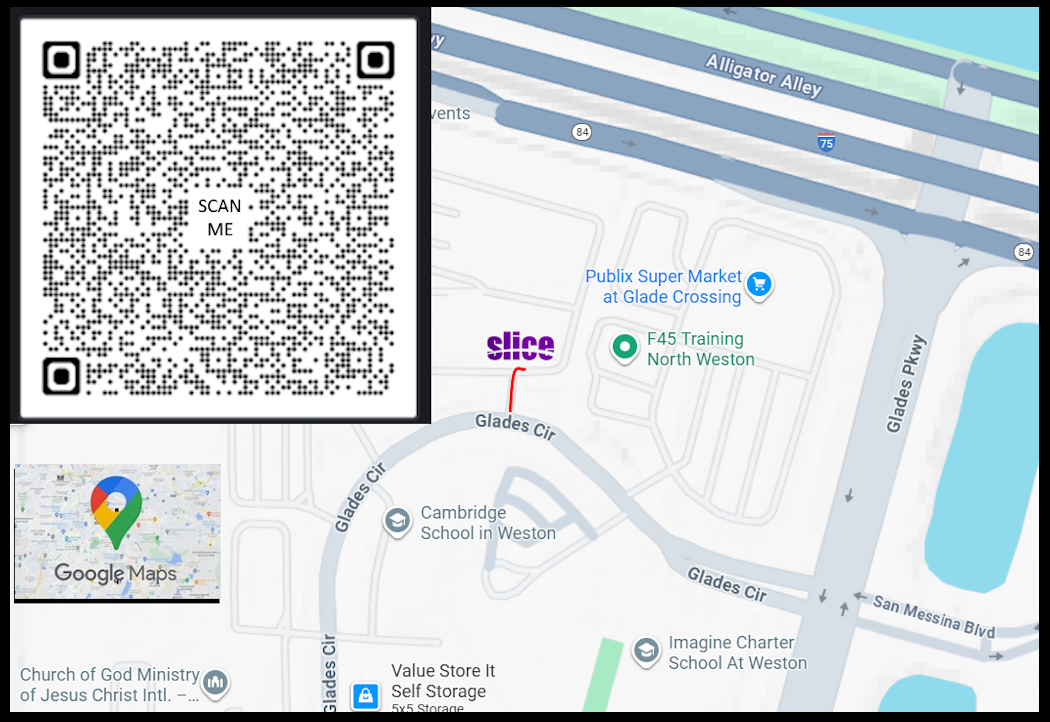 SCAN
ME
vy
Alligator Alley
vents
84
75
84
Publix Super Market
at Glade Crossing
slice
F45 Training
North Weston
Glades Pkwy
Glades Cir
Glades Cir
Cambridge
School in Weston
Google Maps
Glades Cir
San Messina Blvd
Imagine Charter
School At Weston
Glades Cir
Church of God Ministry
of Jesus Christ Intl. –...
Value Store It
Self Storage
5x5 Storage